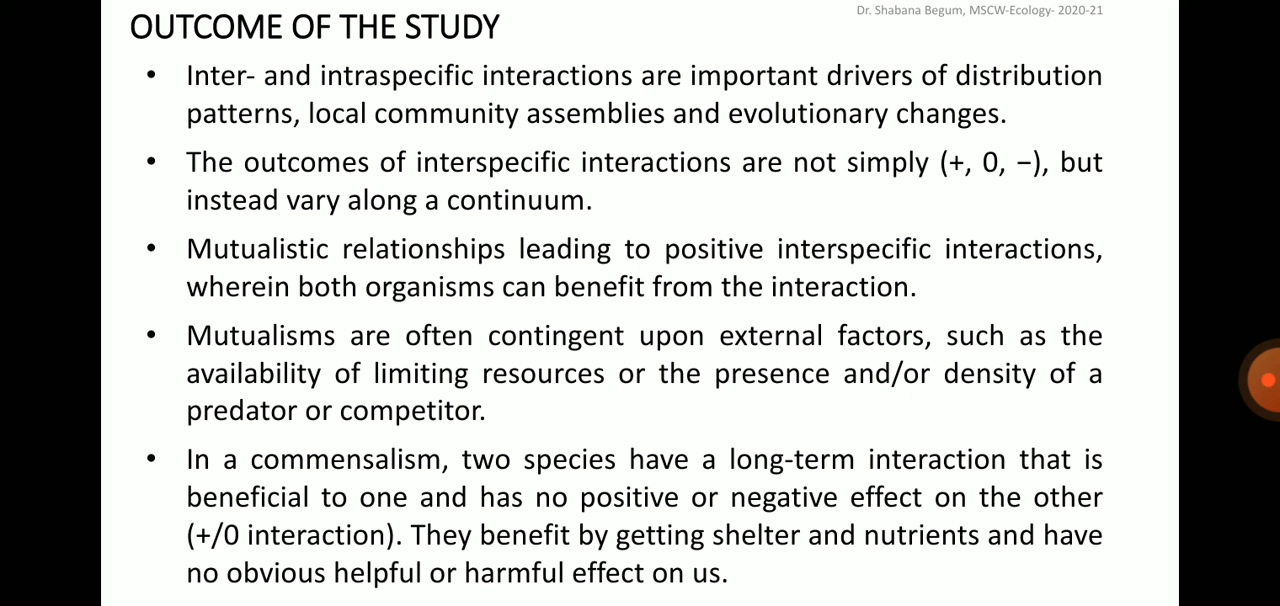 Dr. Shabana Begum, MSCW-Ecology- 2020-21
OUTCOME OF THE STUDY
• Inter- and intraspecific interactions are important drivers of distribution
patterns, local community assemblies and evolutionary changes.
• The outcomes of interspecific interactions are not simply (+, 0, −), but
instead vary along a continuum.
• Mutualistic relationships leading to positive interspecific interactions,
wherein both organisms can benefit from the interaction.
• Mutualisms are often contingent upon external factors, such as the
availability of limiting resources or the presence and/or density of a
predator or competitor.
• In a commensalism, two species have a long-term interaction that is
beneficial to one and has no positive or negative effect on the other
(+/0 interaction). They benefit by getting shelter and nutrients and have
no obvious helpful or harmful effect on us.